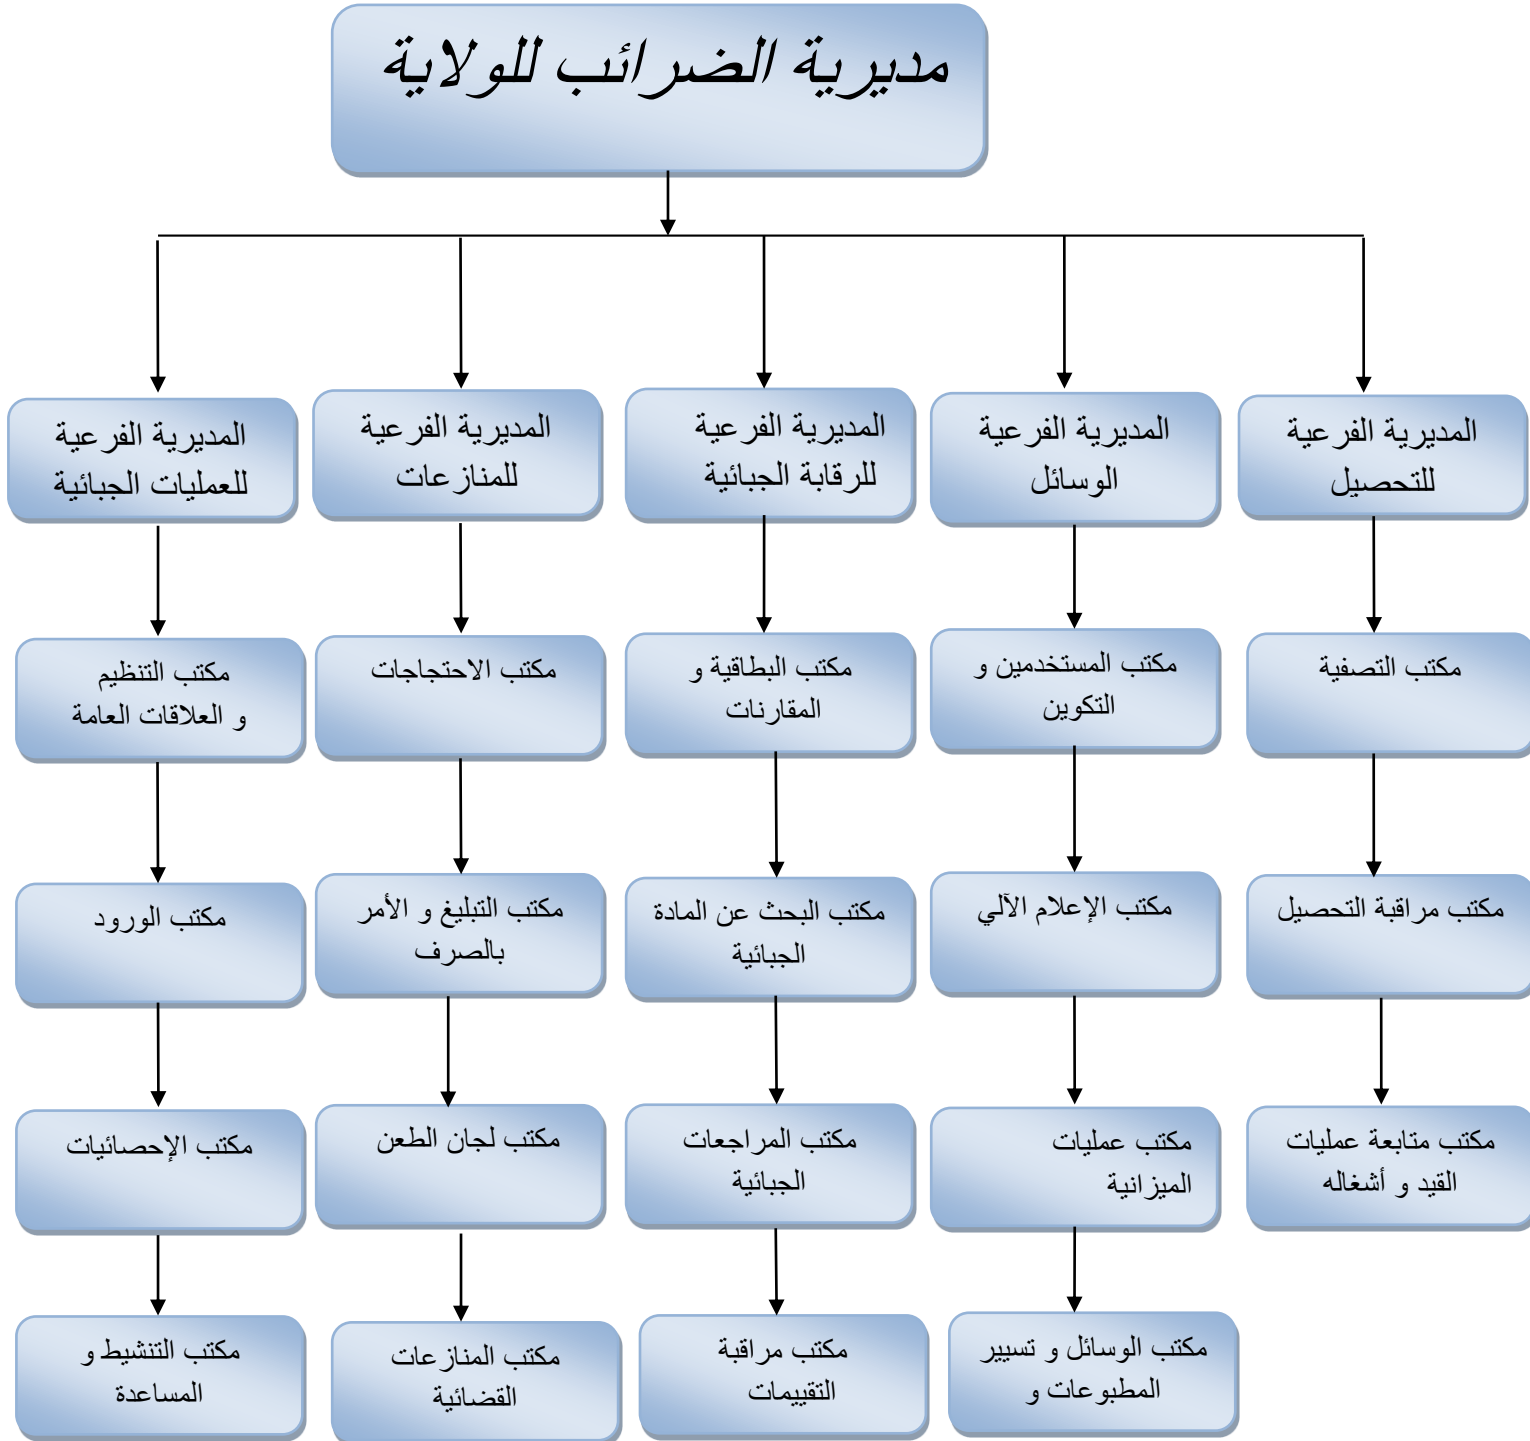 مديرية الضرائب للولاية
المديرية الفرعية
للتحصيل
المديرية الفرعية
الوسائل
المديرية الفرعية
للرقابة الجبائية
المديرية الفرعية
للمنازعات
المديرية الفرعية
للعمليات الجبائية
مكتب التصفية
مكتب المستخدمين و
التكوين
مكتب البطاقية و
المقارنات
مكتب الاحتجاجات
مكتب التنظيم
و العلاقات العامة
مكتب مراقبة التحصيل
مكتب الإعلام الآلي
مكتب البحث عن المادة
الجبائية
مكتب التبليغ و الأمر
بالصرف
مكتب الورود
مكتب متابعة عمليات
القيد و أشغاله
مكتب عمليات
الميزانية
مكتب المراجعات
الجبائية
مكتب لجان الطعن
مكتب الإحصائيات
مكتب الوسائل و تسيير
المطبوعات و
مكتب مراقبة
التقييمات
مكتب المنازعات
القضائية
مكتب التنشيط و
المساعدة